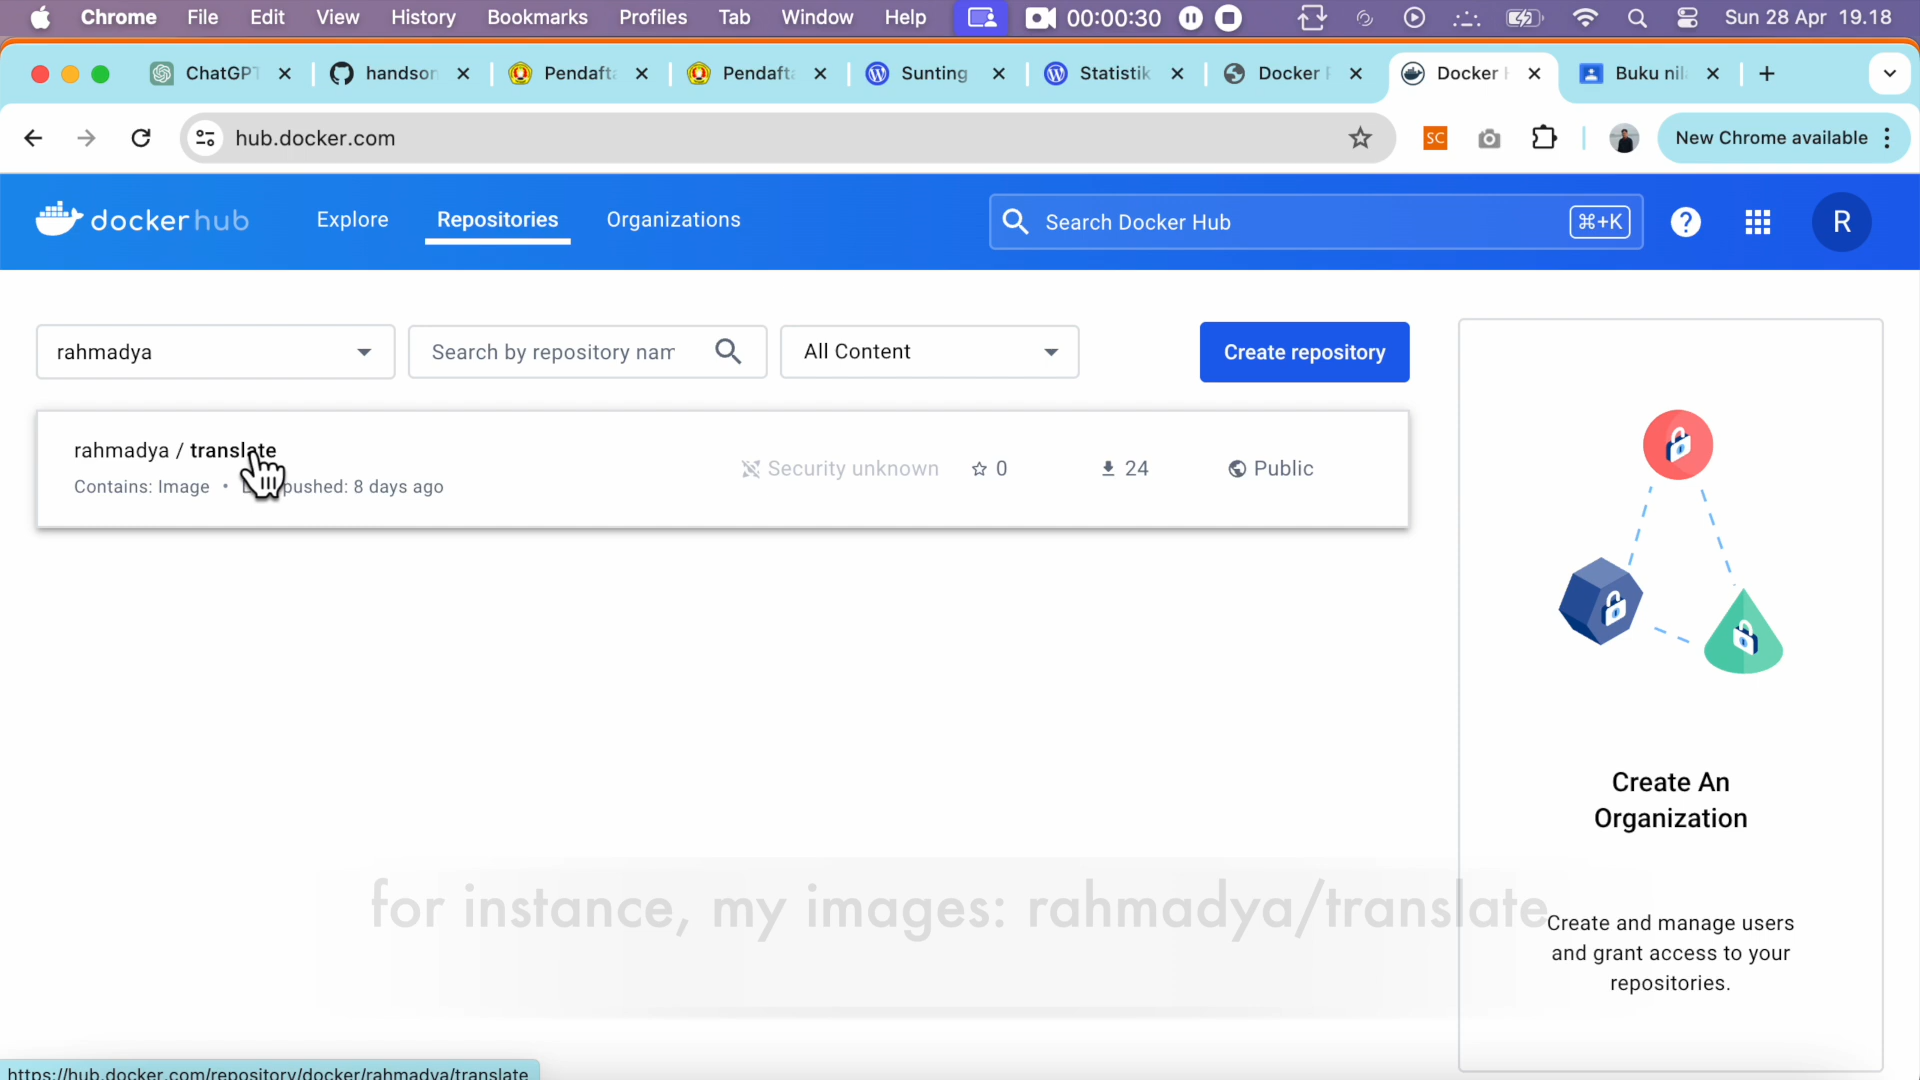 Chrome File Edit View History Bookmarks Profiles Tab Window Help 00:00:30 Sun 28 Apr 19.18
ChatGPT handson Pendafta Pendafta Sunting Statistik Docker Docker Buku nil
hub.docker.com SC New Chrome available
dockerhub Explore Repositories Organizations Search Docker Hub ⌘+K R
rahmadya Search by repository nam All Content Create repository
rahmadya / translate
Security unknown 0 24 Public
Contains: Image • pushed: 8 days ago
Create An
Organization
for instance, my images: rahmadya/translate
Create and manage users
and grant access to your
repositories.
https://hub.docker.com/repository/docker/rahmadya/translate